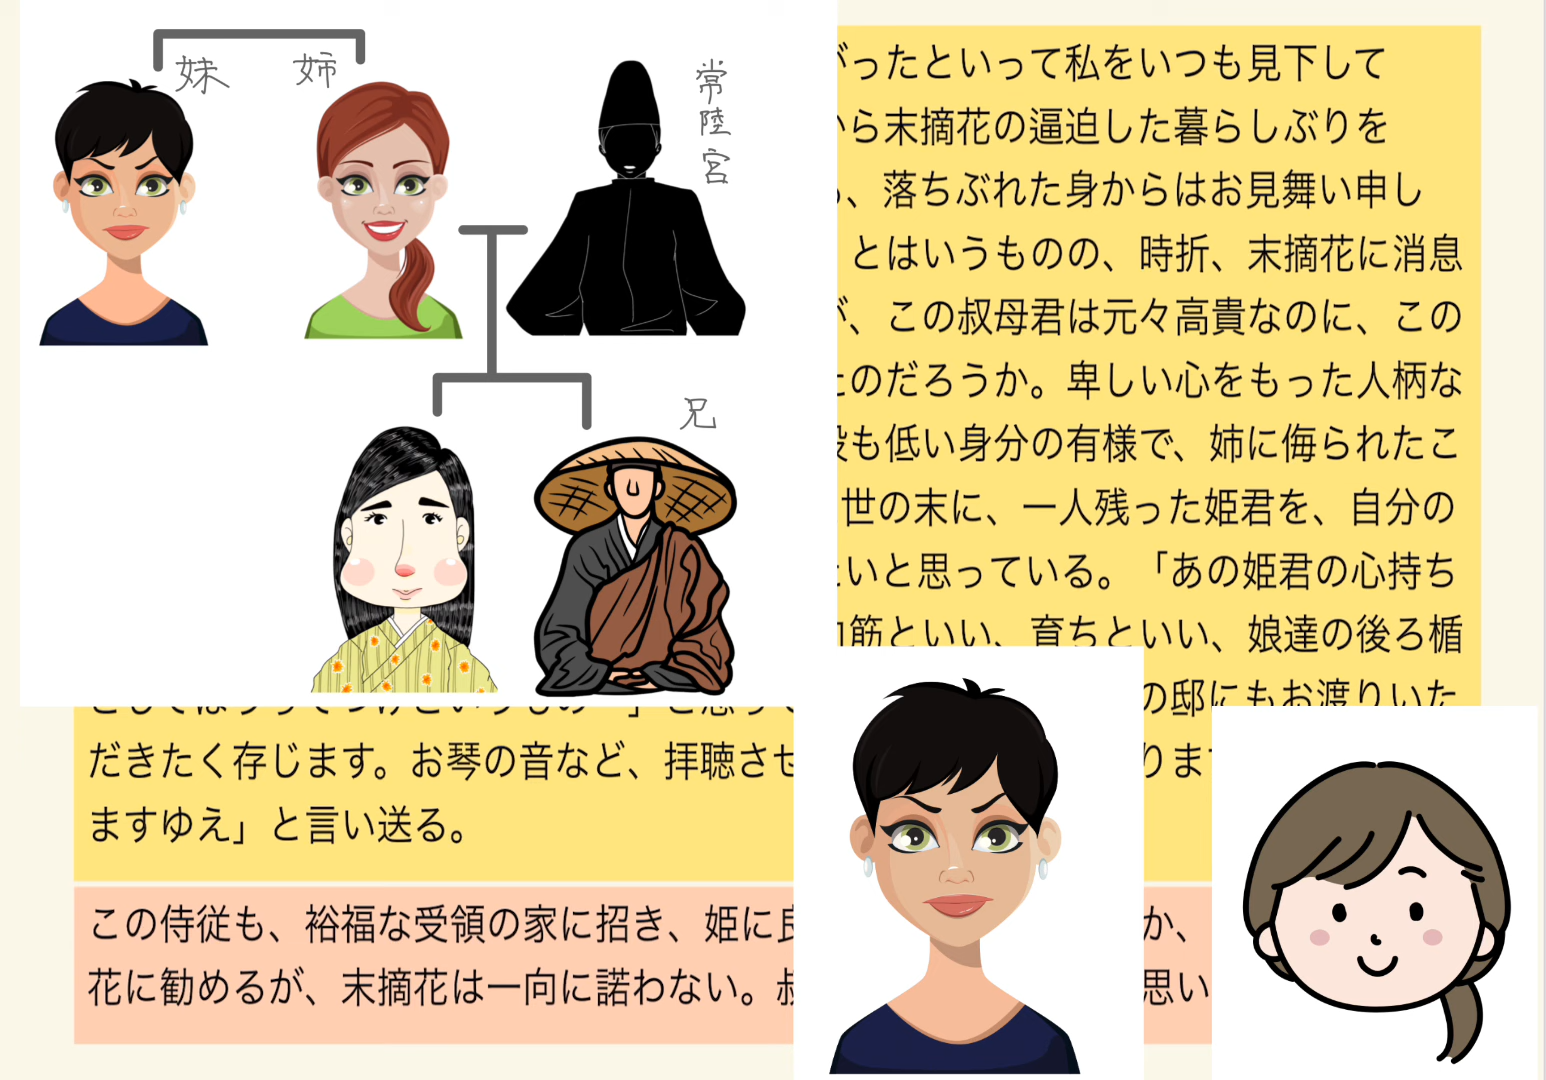 妹
姉
常陸宮
兄
ったといって私をいつも見下して
ら末摘花の逼迫した暮らしぶりを
、落ちぶれた身からはお見舞い申し
とはいうものの、時折、末摘花に消息
、この叔母君は元々高貴なのに、この
のだろうか。卑しい心をもった人柄な
も低い身分の有様で、姉に侮られたこ
世の末に、一人残った姫君を、自分の
いと思っている。「あの姫君の心持ち
筋といい、育ちといい、娘達の後ろ楯
の邸にもお渡りいた
だきたく存じます。お琴の音など、拝聴させ
りま
ますゆえ」と言い送る。
この侍従も、裕福な受領の家に招き、姫に
か、
花に勧めるが、末摘花は一向に諾わない。
思い